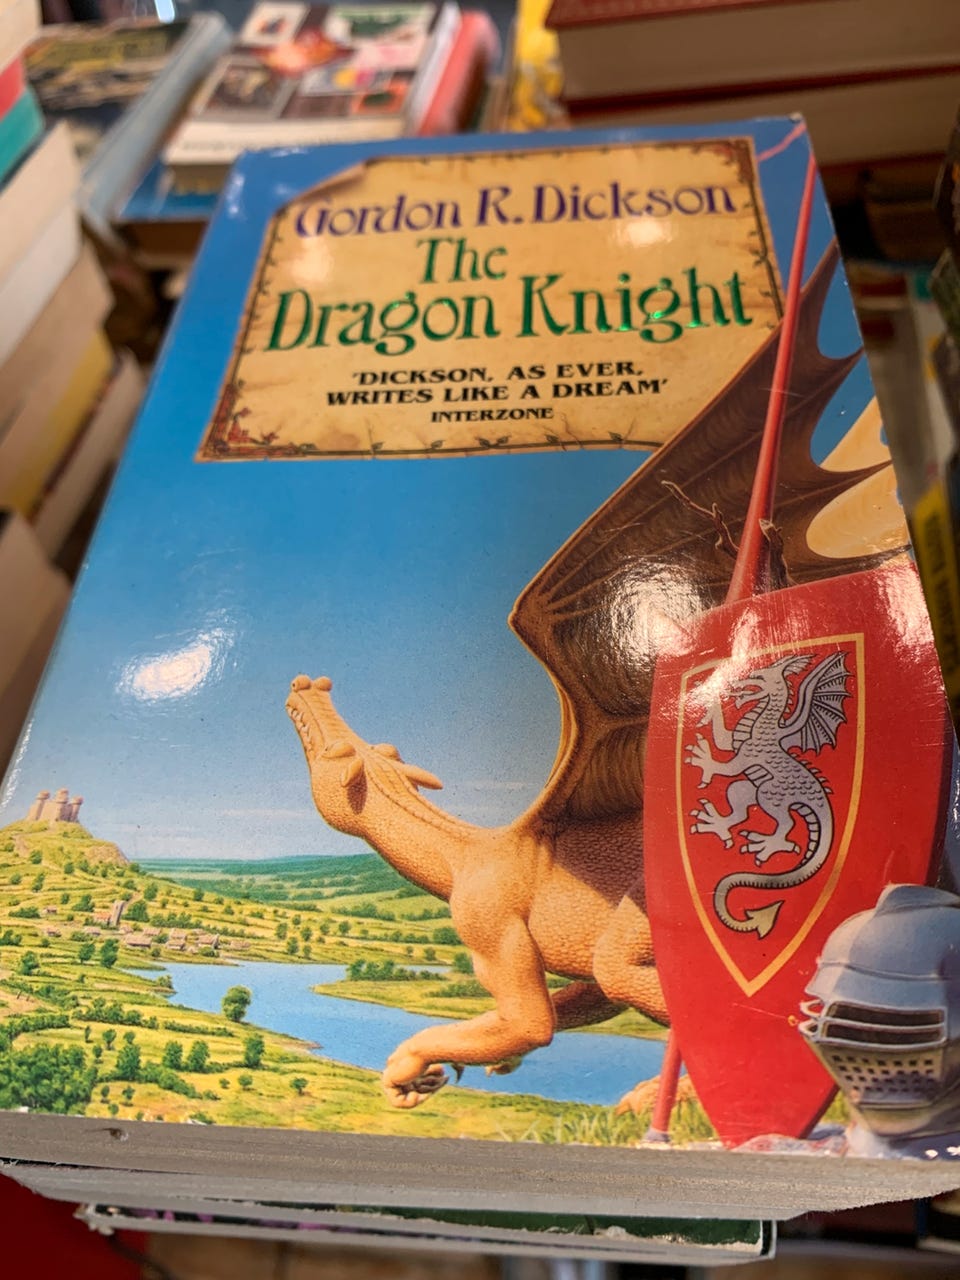 Gordon R. Dickson
The
Dragon Knight
'DICKSON, AS EVER,
WRITES LIKE A DREAM'
INTERZONE